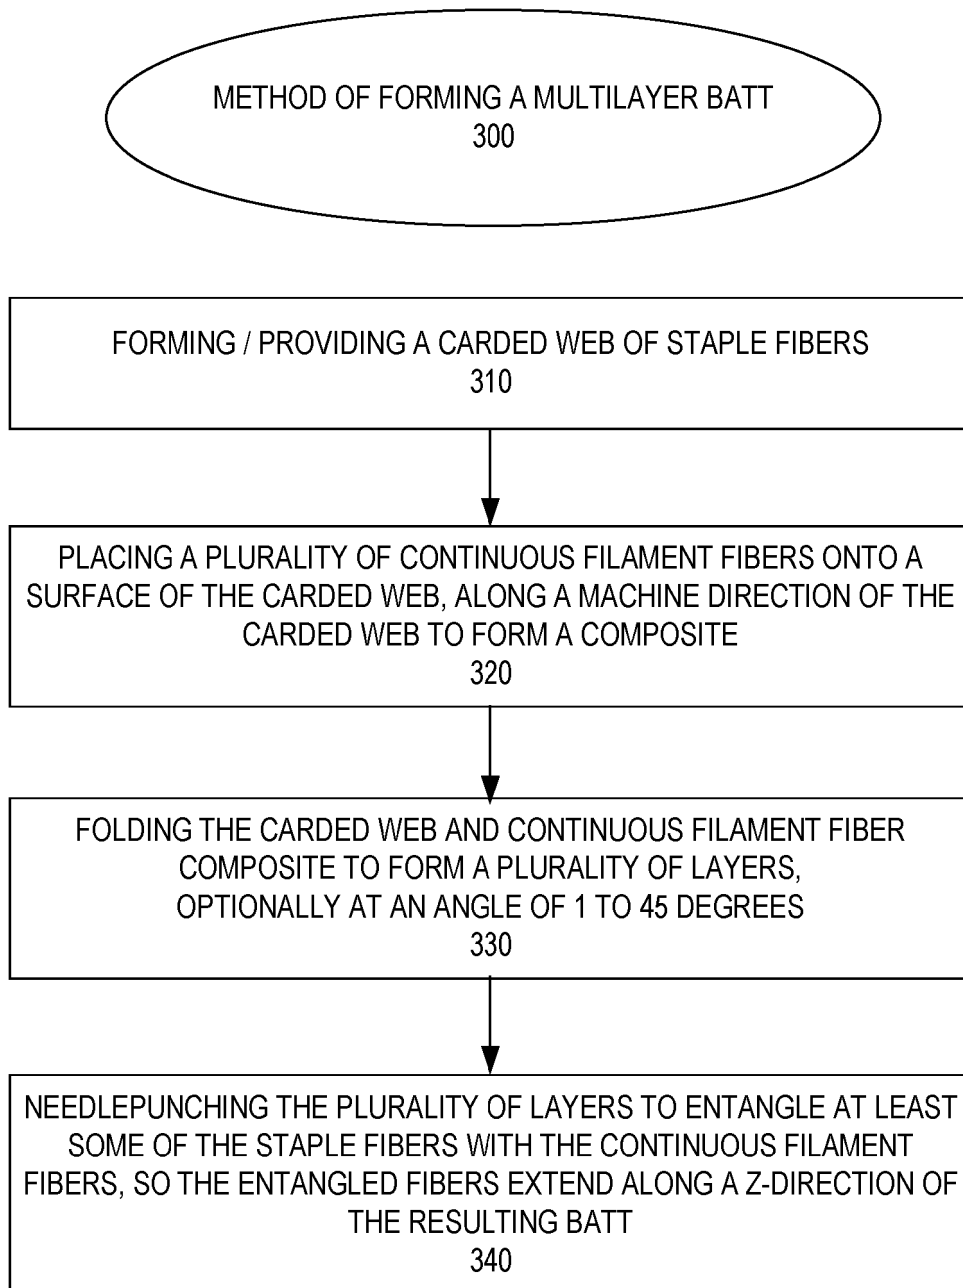 METHOD OF FORMING A MULTILAYER BATT
300
FORMING / PROVIDING A CARDED WEB OF STAPLE FIBERS
310
PLACING A PLURALITY OF CONTINUOUS FILAMENT FIBERS ONTO A
SURFACE OF THE CARDED WEB, ALONG A MACHINE DIRECTION OF THE
CARDED WEB TO FORM A COMPOSITE
320
FOLDING THE CARDED WEB AND CONTINUOUS FILAMENT FIBER
COMPOSITE TO FORM A PLURALITY OF LAYERS,
OPTIONALLY AT AN ANGLE OF 1 TO 45 DEGREES
330
NEEDLEPUNCHING THE PLURALITY OF LAYERS TO ENTANGLE AT LEAST
SOME OF THE STAPLE FIBERS WITH THE CONTINUOUS FILAMENT
FIBERS, SO THE ENTANGLED FIBERS EXTEND ALONG A Z-DIRECTION OF
THE RESULTING BATT
340